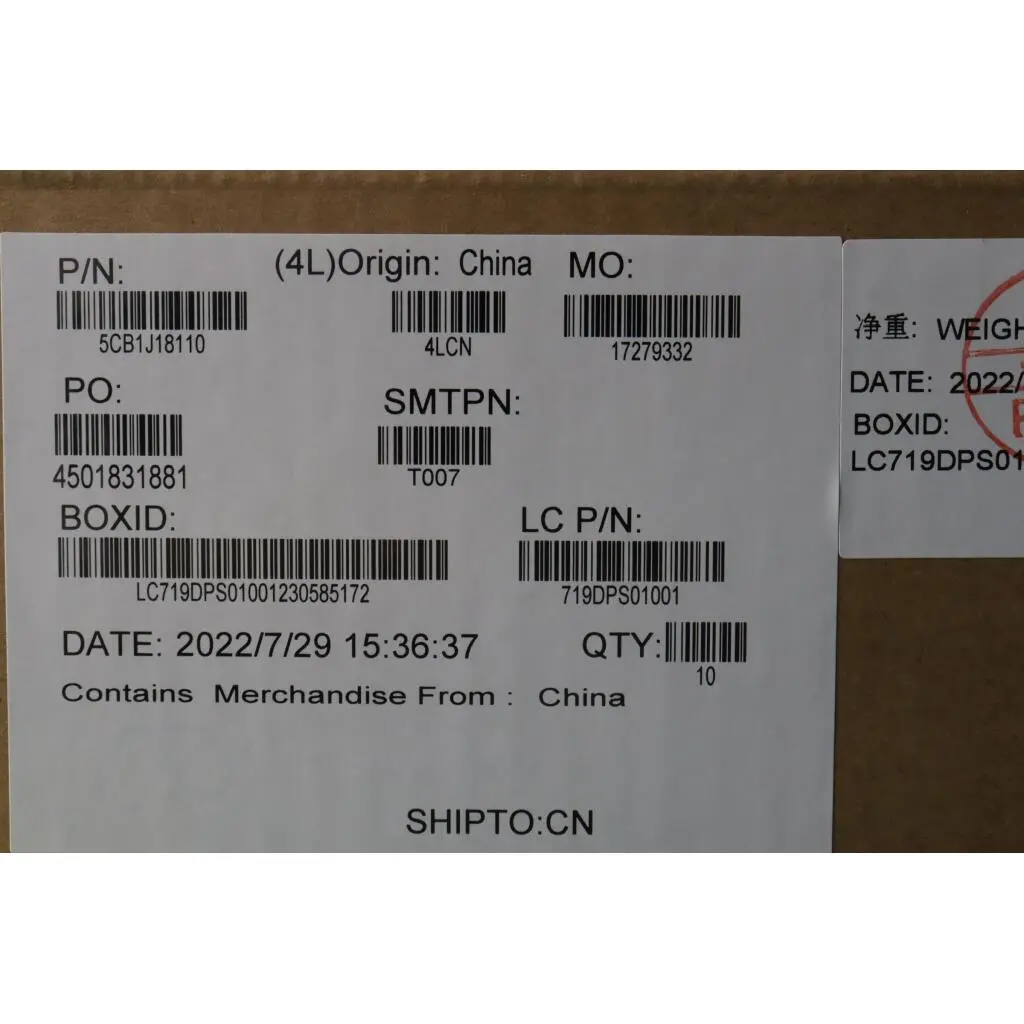 P/N:
(4L)Origin: China
MO:
5CB1J18110
4LCN
17279332
PO:
SMTPN:
4501831881
T007
BOXID:
LC P/N:
LC719DPS01001230585172
719DPS01001
DATE: 2022/7/29 15:36:37
QTY:
10
Contains Merchandise From : China
SHIPTO:CN
净重:
DATE: 2022/
BOXID:
LC719DPS01